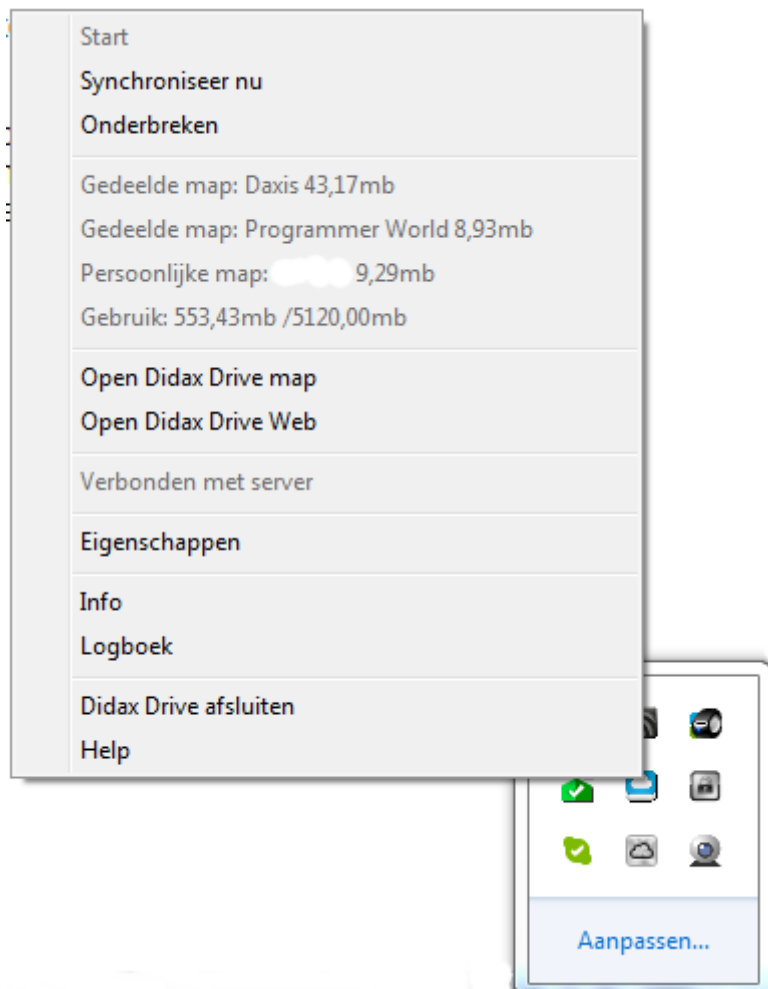 Start
Synchroniseer nu
Onderbreken
Gedeelde map: Daxis 43,17mb
Gedeelde map: Programmer World 8,93mb
Persoonlijke map: 9,29mb
Gebruik: 553,43mb /5120,00mb
Open Didax Drive map
Open Didax Drive Web
Verbonden met server
Eigenschappen
Info
Logboek
Didax Drive afsluiten
Help
Aanpassen...